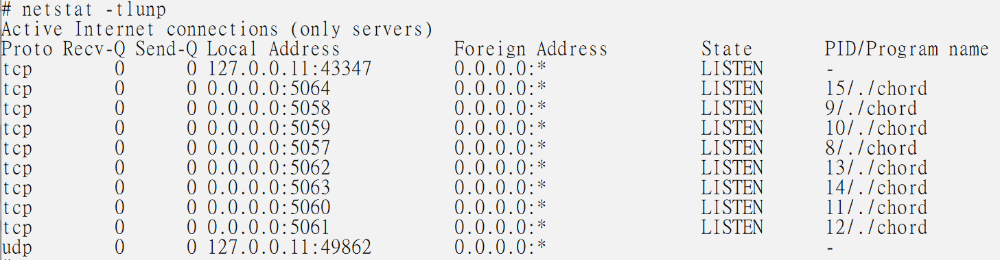 # netstat -tlunp
Active Internet connections (only servers)
Proto Recv-Q Send-Q Local Address           Foreign Address         State       PID/Program name
tcp        0      0 127.0.0.11:43347        0.0.0.0:*               LISTEN      -
tcp        0      0 0.0.0.0:5064            0.0.0.0:*               LISTEN      15/./chord
tcp        0      0 0.0.0.0:5058            0.0.0.0:*               LISTEN      9/./chord
tcp        0      0 0.0.0.0:5059            0.0.0.0:*               LISTEN      10/./chord
tcp        0      0 0.0.0.0:5057            0.0.0.0:*               LISTEN      8/./chord
tcp        0      0 0.0.0.0:5062            0.0.0.0:*               LISTEN      13/./chord
tcp        0      0 0.0.0.0:5063            0.0.0.0:*               LISTEN      14/./chord
tcp        0      0 0.0.0.0:5060            0.0.0.0:*               LISTEN      11/./chord
tcp        0      0 0.0.0.0:5061            0.0.0.0:*               LISTEN      12/./chord
udp        0      0 127.0.0.11:49862        0.0.0.0:*                           -